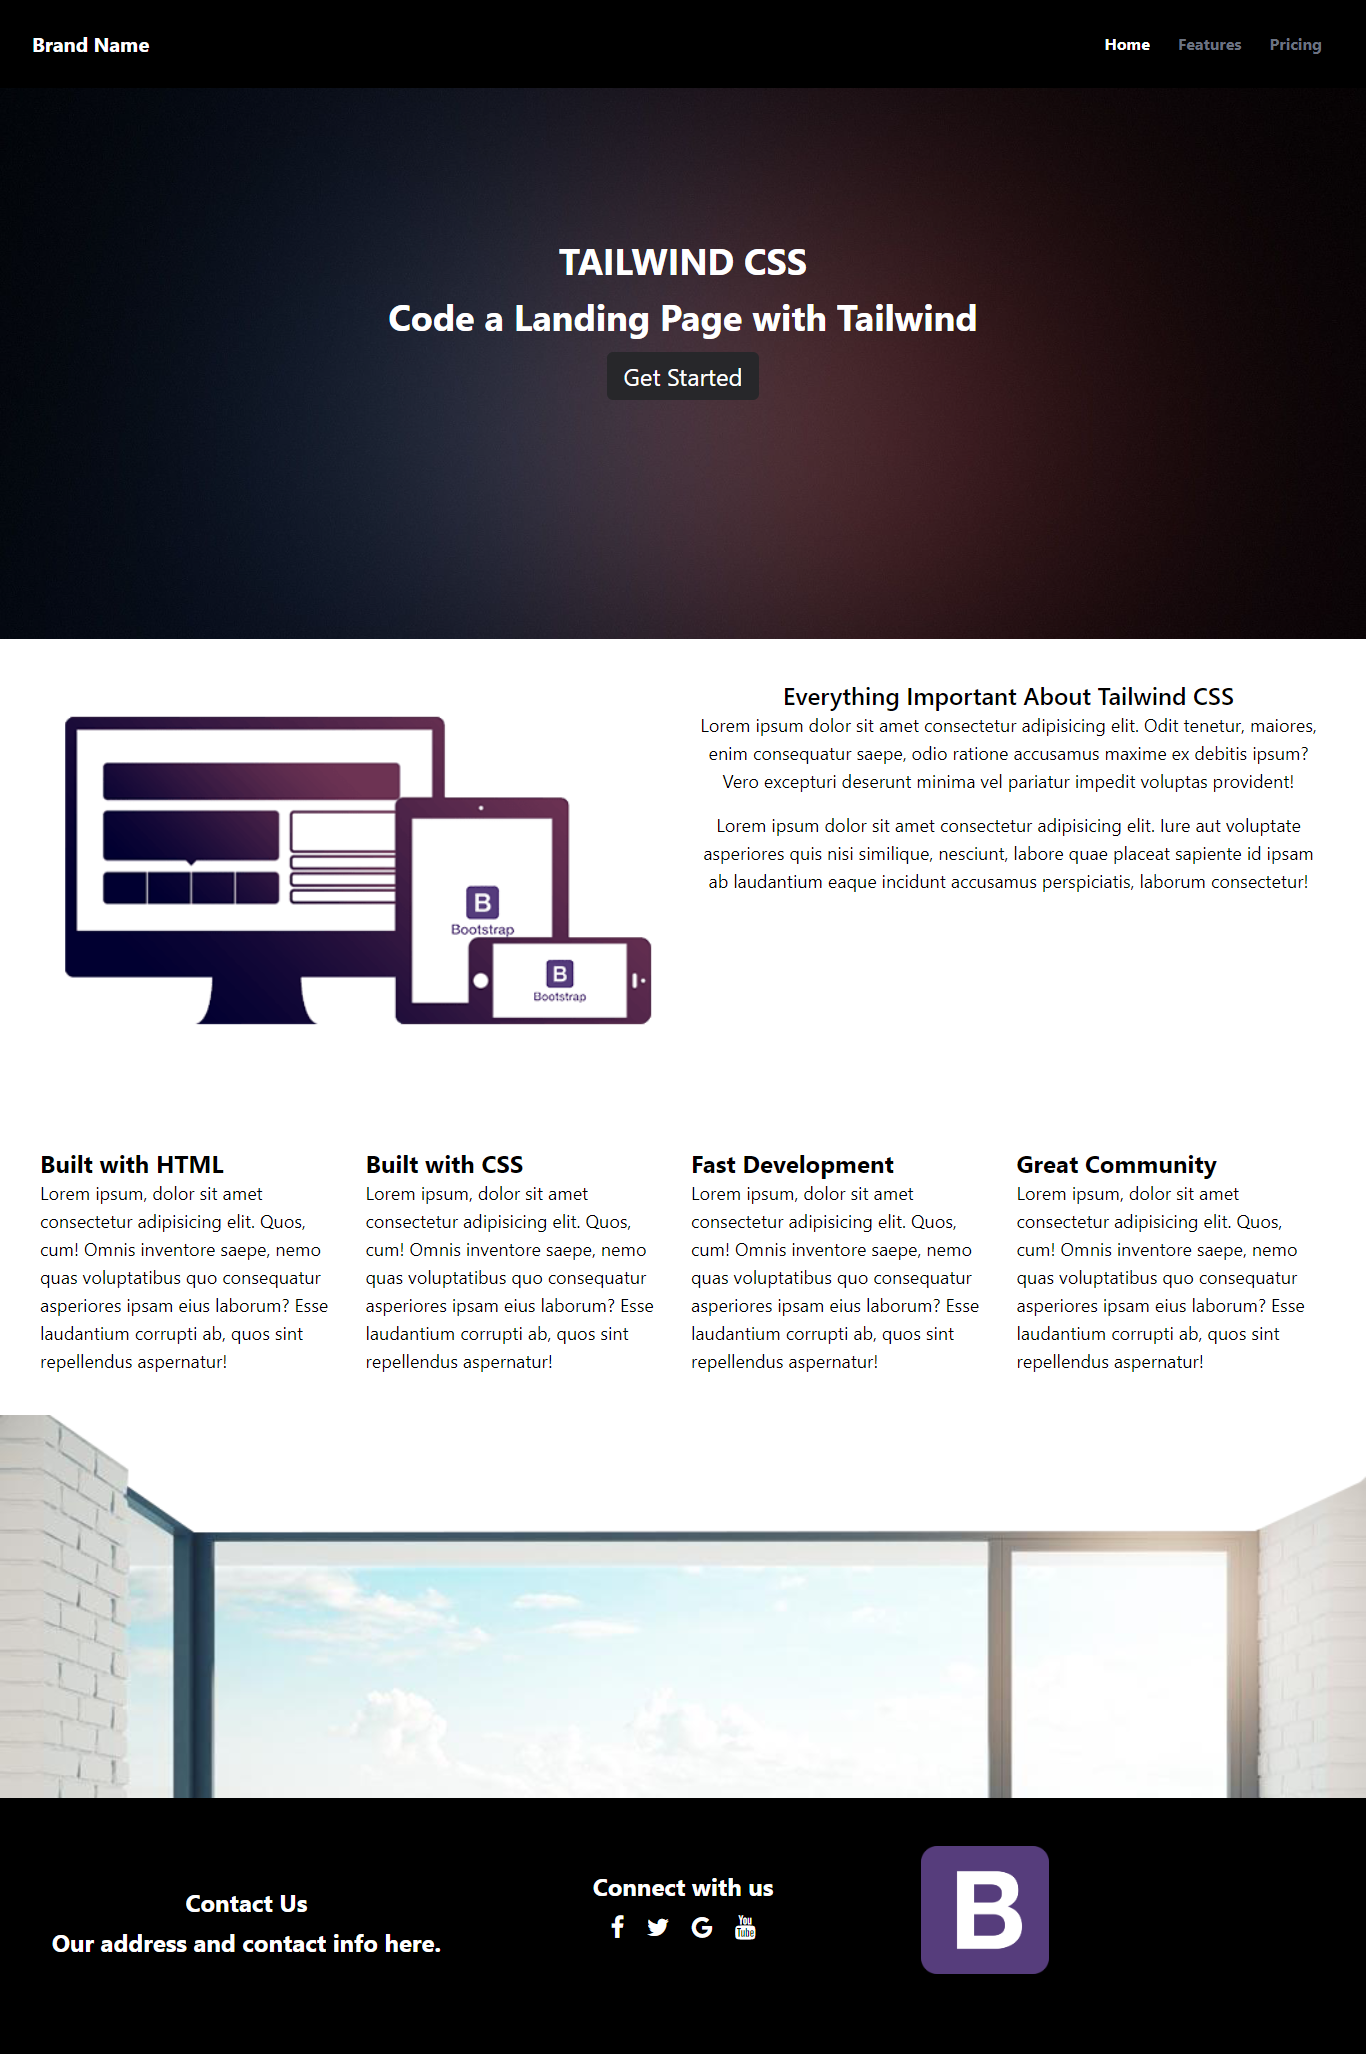 Brand Name
Home Features Pricing
TAILWIND CSS
Code a Landing Page with Tailwind
Get Started
B
Bootstrap
B
Bootstrap
Everything Important About Tailwind CSS
Lorem ipsum dolor sit amet consectetur adipisicing elit. Odit tenetur, maiores,
enim consequatur saepe, odio ratione accusamus maxime ex debitis ipsum?
Vero excepturi deserunt minima vel pariatur impedit voluptas provident!
Lorem ipsum dolor sit amet consectetur adipisicing elit. Iure aut voluptate
asperiores quis nisi similique, nesciunt, labore quae placeat sapiente id ipsam
ab laudantium eaque incidunt accusamus perspiciatis, laborum consectetur!
Built with HTML
Lorem ipsum, dolor sit amet
consectetur adipisicing elit. Quos,
cum! Omnis inventore saepe, nemo
quas voluptatibus quo consequatur
asperiores ipsam eius laborum? Esse
laudantium corrupti ab, quos sint
repellendus aspernatur!
Built with CSS
Lorem ipsum, dolor sit amet
consectetur adipisicing elit. Quos,
cum! Omnis inventore saepe, nemo
quas voluptatibus quo consequatur
asperiores ipsam eius laborum? Esse
laudantium corrupti ab, quos sint
repellendus aspernatur!
Fast Development
Lorem ipsum, dolor sit amet
consectetur adipisicing elit. Quos,
cum! Omnis inventore saepe, nemo
quas voluptatibus quo consequatur
asperiores ipsam eius laborum? Esse
laudantium corrupti ab, quos sint
repellendus aspernatur!
Great Community
Lorem ipsum, dolor sit amet
consectetur adipisicing elit. Quos,
cum! Omnis inventore saepe, nemo
quas voluptatibus quo consequatur
asperiores ipsam eius laborum? Esse
laudantium corrupti ab, quos sint
repellendus aspernatur!
Contact Us
Our address and contact info here.
Connect with us
f G You
Tube
B